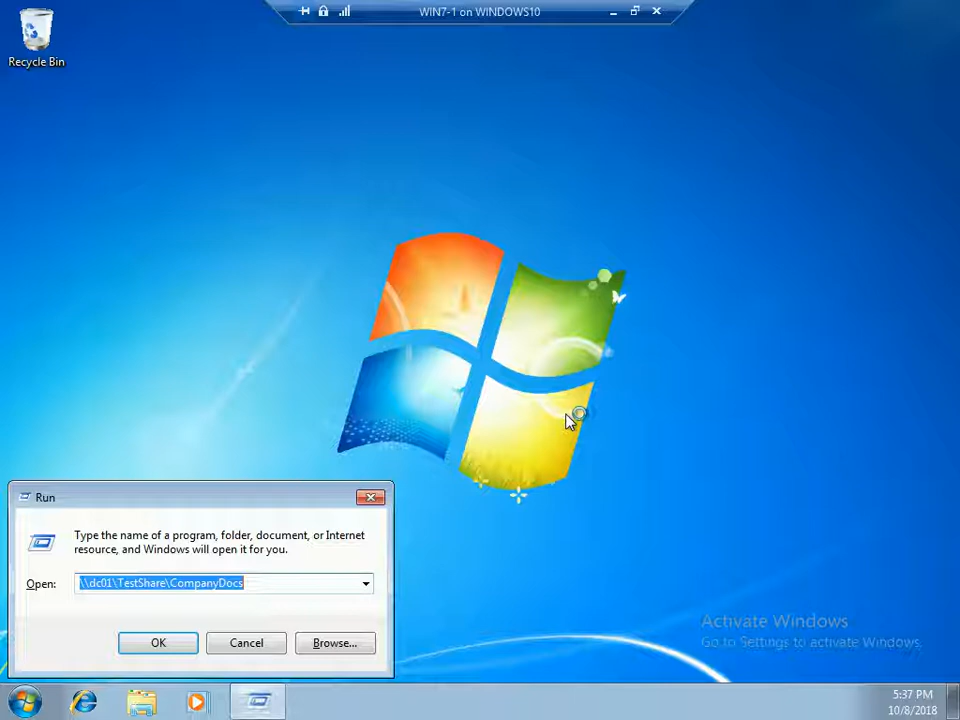 WIN7-1 on WINDOWS10
Recycle Bin
Run
Type the name of a program, folder, document, or Internet
resource, and Windows will open it for you.
Open:
\\dc01\TestShare\CompanyDocs
OK
Cancel
Browse...
Activate Windows
Go to Settings to activate Windows.
5:37 PM
10/8/2018